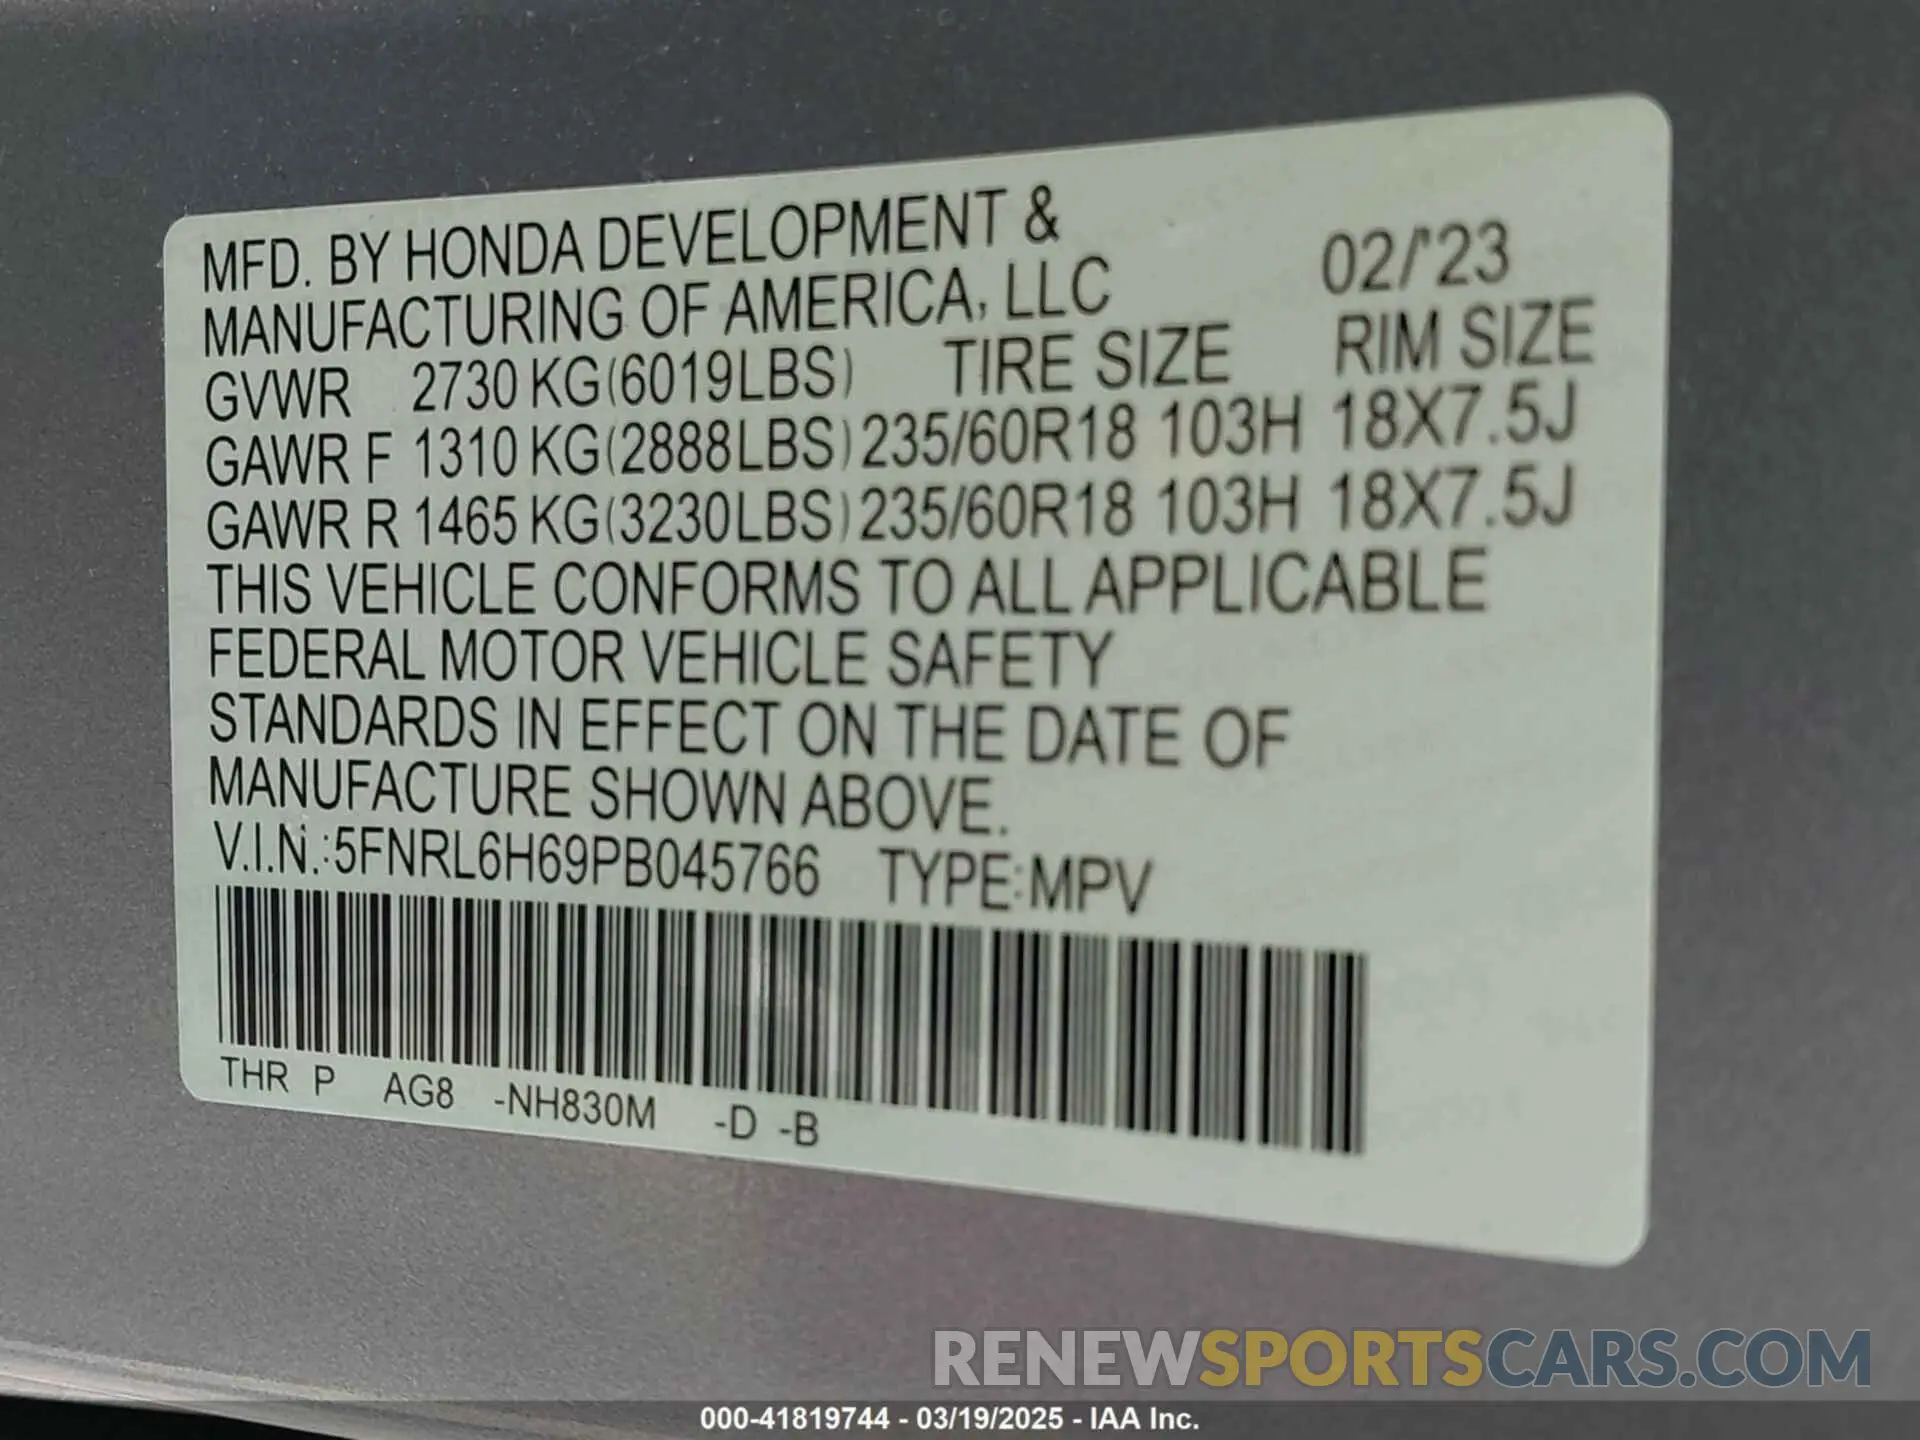 MFD. BY HONDA DEVELOPMENT &
MANUFACTURING OF AMERICA, LLC 02/'23
GVWR 2730 KG(6019LBS) TIRE SIZE RIM SIZE
GAWR F 1310 KG(2888LBS) 235/60R18 103H 18X7.5J
GAWR R 1465 KG(3230LBS) 235/60R18 103H 18X7.5J
THIS VEHICLE CONFORMS TO ALL APPLICABLE
FEDERAL MOTOR VEHICLE SAFETY
STANDARDS IN EFFECT ON THE DATE OF
MANUFACTURE SHOWN ABOVE.
V.I.N.:5FNRL6H69PB045766 TYPE:MPV
THR P AG8 -NH830M -D -B
RENEWSPORTSCARS.COM
000-41819744 - 03/19/2025 - IAA Inc.